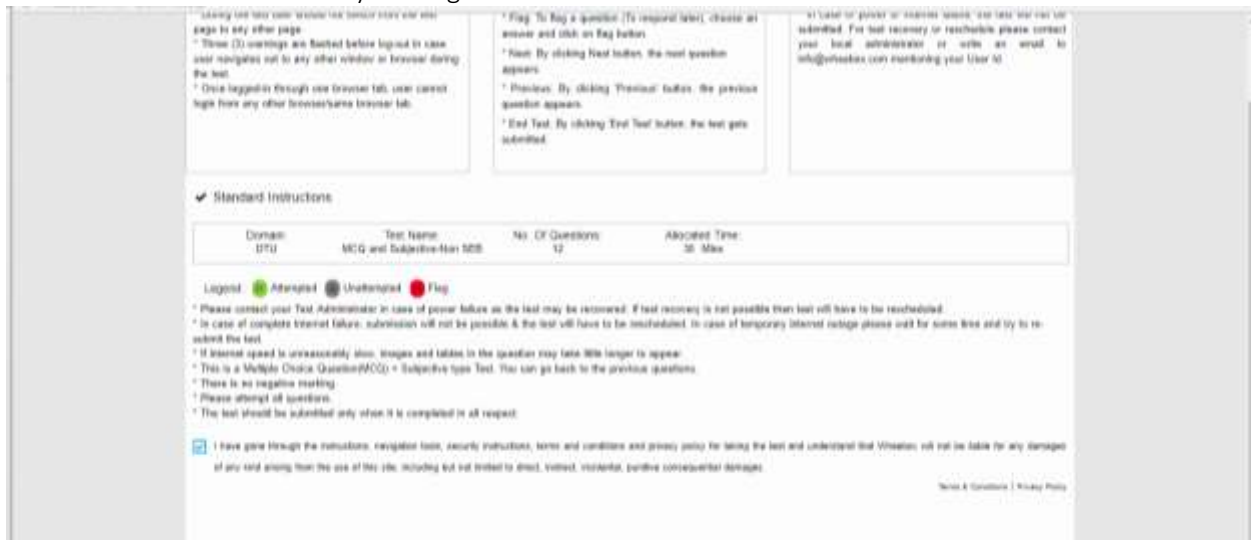 page to any other page.
* Three (3) warnings are flashed before log-out in case
user navigates out to any other window or browser during
the test.
* Once logged-in through one browser tab, user cannot
login from any other browser/same browser tab.
* Flag: To flag a question (To respond later), choose an
answer and click on flag button.
* Next: By clicking Next button, the next question
appears.
* Previous: By clicking 'Previous' button, the previous
question appears.
* End Test: By clicking 'End Test' button, the test gets
submitted.
submitted. For test recovery or reschedule please contact
your local administrator or write an email to
info@wheebox.com mentioning your User Id.
✔ Standard Instructions
Domain: Test Name: No. Of Questions: Allocated Time:
DTU MCQ and Subjective-Non SEB 12 Mins
Legend: Attempted Unattempted Flag
* Please contact your Test Administrator in case of power failure as the test may be recovered. If test recovery is not possible then test will have to be rescheduled.
* In case of complete Internet failure, submission will not be possible & the test will have to be rescheduled. In case of temporary Internet outage please wait for some time and try to re-
submit the test.
* If Internet speed is unreasonably slow, images and tables in the question may take little longer to appear.
* This is a Multiple Choice Question(MCQ) + Subjective type Test. You can go back to the previous questions.
* There is no negative marking.
* Please attempt all questions.
* The test should be submitted only when it is completed in all respect.
I have gone through the instructions, navigation tools, security instructions, terms and conditions and privacy policy for taking the test and understand that Wheebox will not be liable for any damages
of any kind arising from the use of this site, including but not limited to direct, indirect, incidental, punitive consequential damages.
Terms & Conditions | Privacy Policy